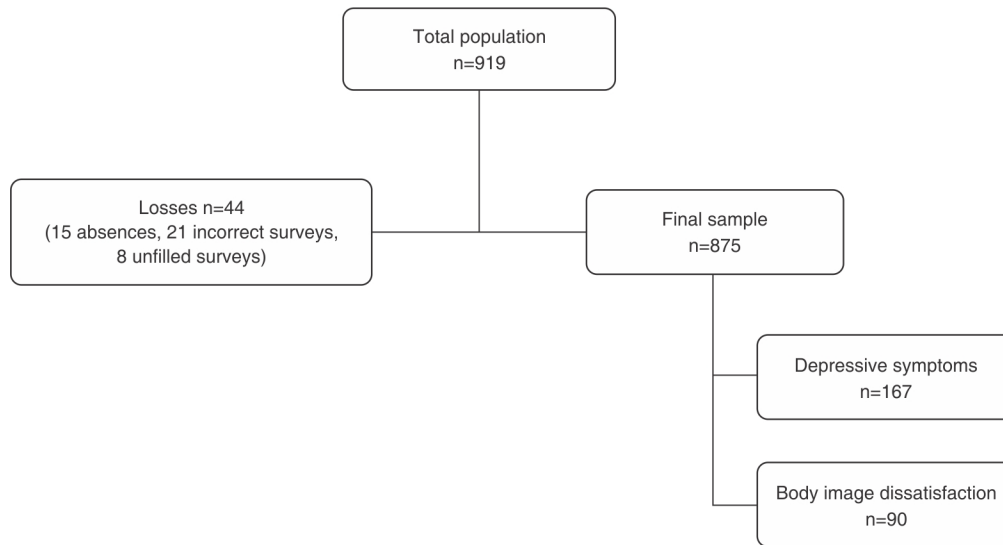 Total population
n=919
Losses n=44
(15 absences, 21 incorrect surveys,
8 unfilled surveys)
Final sample
n=875
Depressive symptoms
n=167
Body image dissatisfaction
n=90